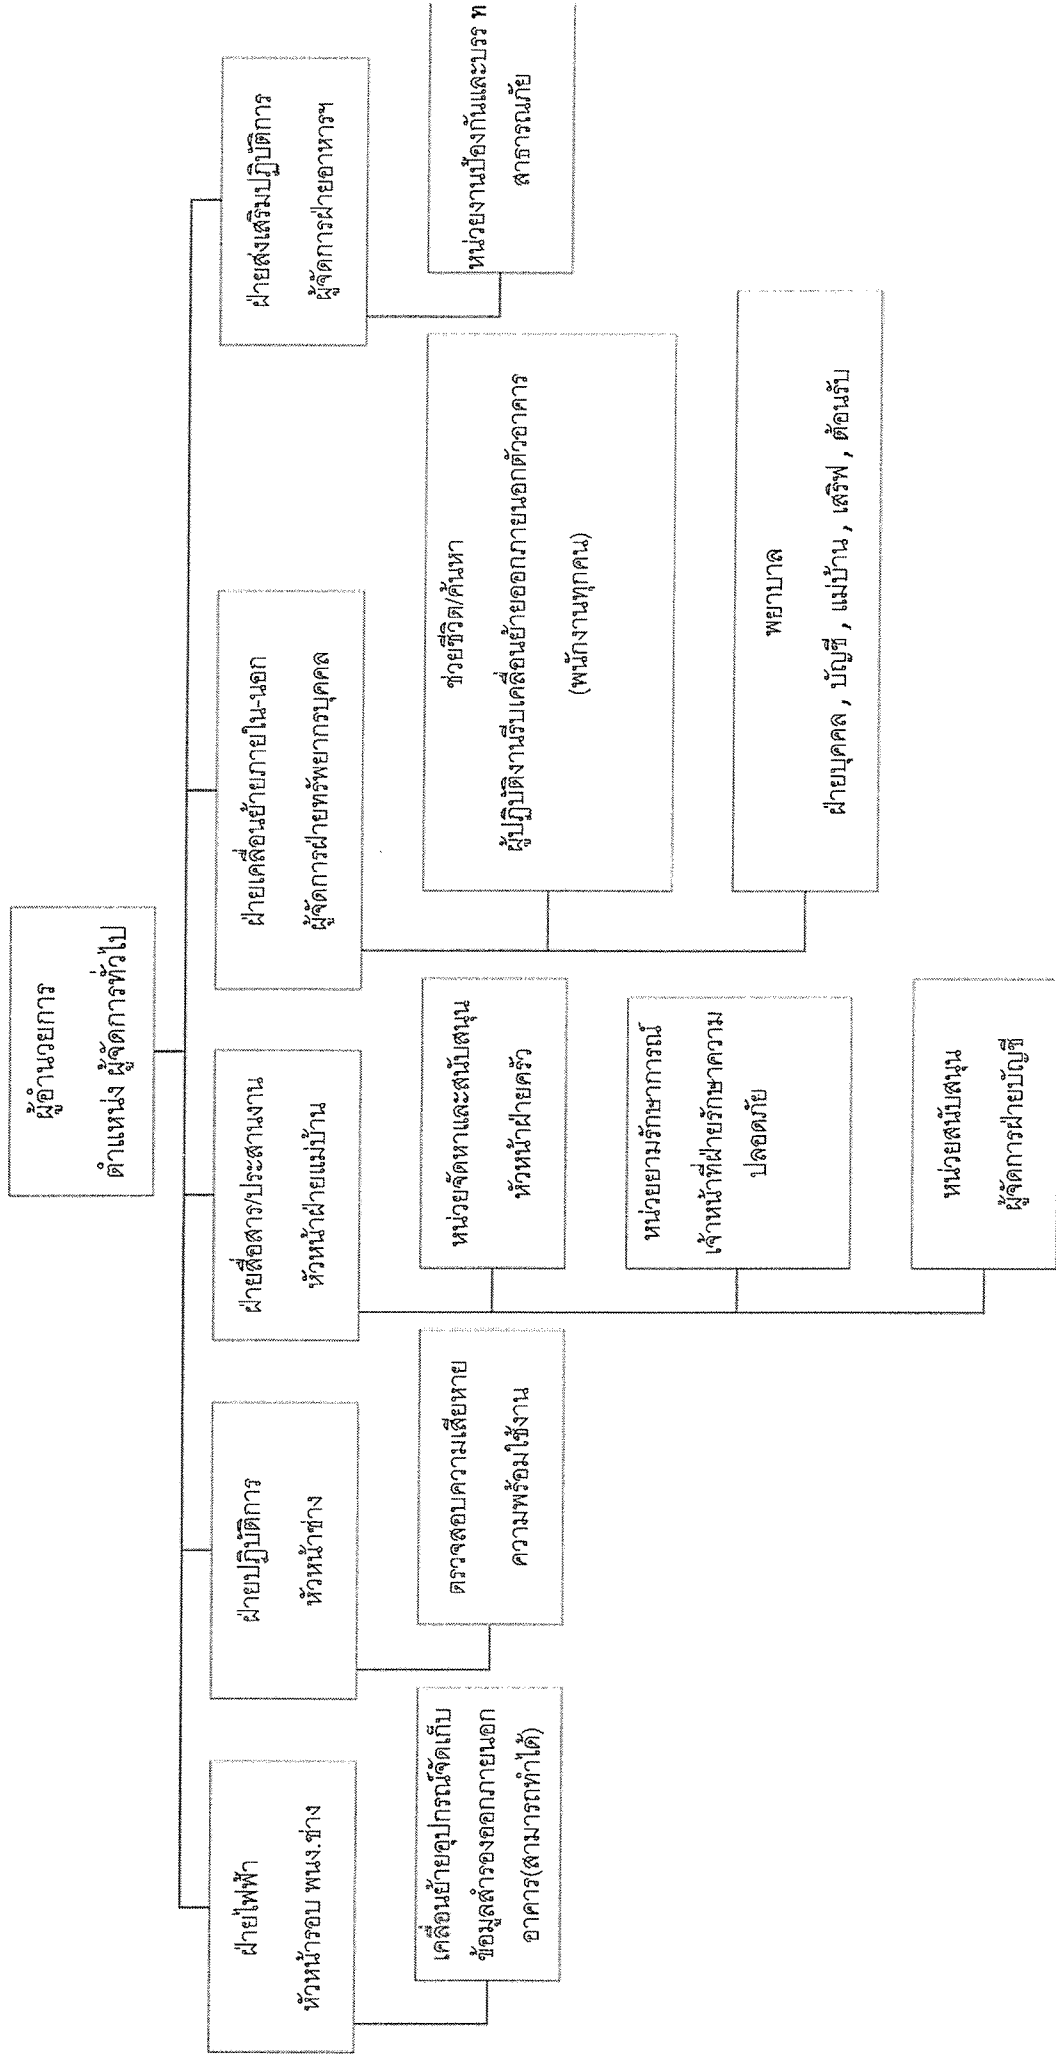 ผู้อำนวยการ
ตำแหน่ง ผู้จัดการทั่วไป
ฝ่ายไฟฟ้า
หัวหน้ารอบ พนง.ช่าง
ฝ่ายปฏิบัติการ
หัวหน้าช่าง
ฝ่ายสื่อสาร/ประสานงาน
หัวหน้าฝ่ายแม่บ้าน
ฝ่ายเคลื่อนย้ายภายใน-นอก
ผู้จัดการฝ่ายทรัพยากรบุคคล
ฝ่ายส่งเสริมปฏิบัติการ
ผู้จัดการฝ่ายอาหารฯ
เคลื่อนย้ายอุปกรณ์จัดเก็บ
ข้อมูลสำรองออกภายนอก
อาคาร(สามารถทำได้)
ตรวจสอบความเสียหาย
ความพร้อมใช้งาน
หน่วยจัดหาและสนับสนุน
หัวหน้าฝ่ายครัว
หน่วยยามรักษาการณ์
เจ้าหน้าที่ฝ่ายรักษาความ
ปลอดภัย
หน่วยสนับสนุน
ผู้จัดการฝ่ายบัญชี
ช่วยชีวิต/ค้นหา
ผู้ปฏิบัติงานรีบเคลื่อนย้ายออกภายนอกตัวอาคาร
(พนักงานทุกคน)
พยาบาล
ฝ่ายบุคคล , บัญชี , แม่บ้าน , เสริฟ , ต้อนรับ
หน่วยงานป้องกันและบรร ท
สาธารณภัย